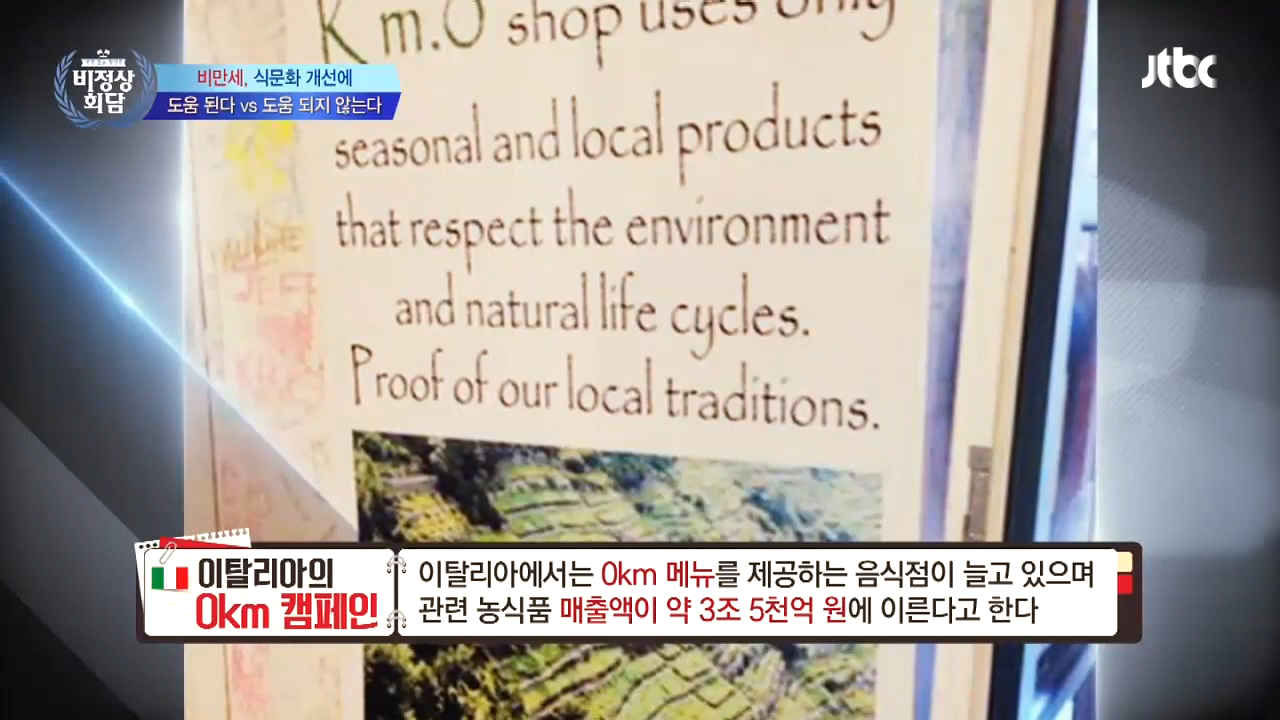 K m.0 shop uses only
비정상
회담
비만세, 식문화 개선에
도움 된다 vs 도움 되지 않는다
jtbc
seasonal and local products
that respect the environment
and natural life cycles.
Proof of our local traditions.
JEFF
이탈리아의
0km 캠페인
이탈리아에서는 0km 메뉴를 제공하는 음식점이 늘고 있으며
관련 농식품 매출액이 약 3조 5천억 원에 이른다고 한다